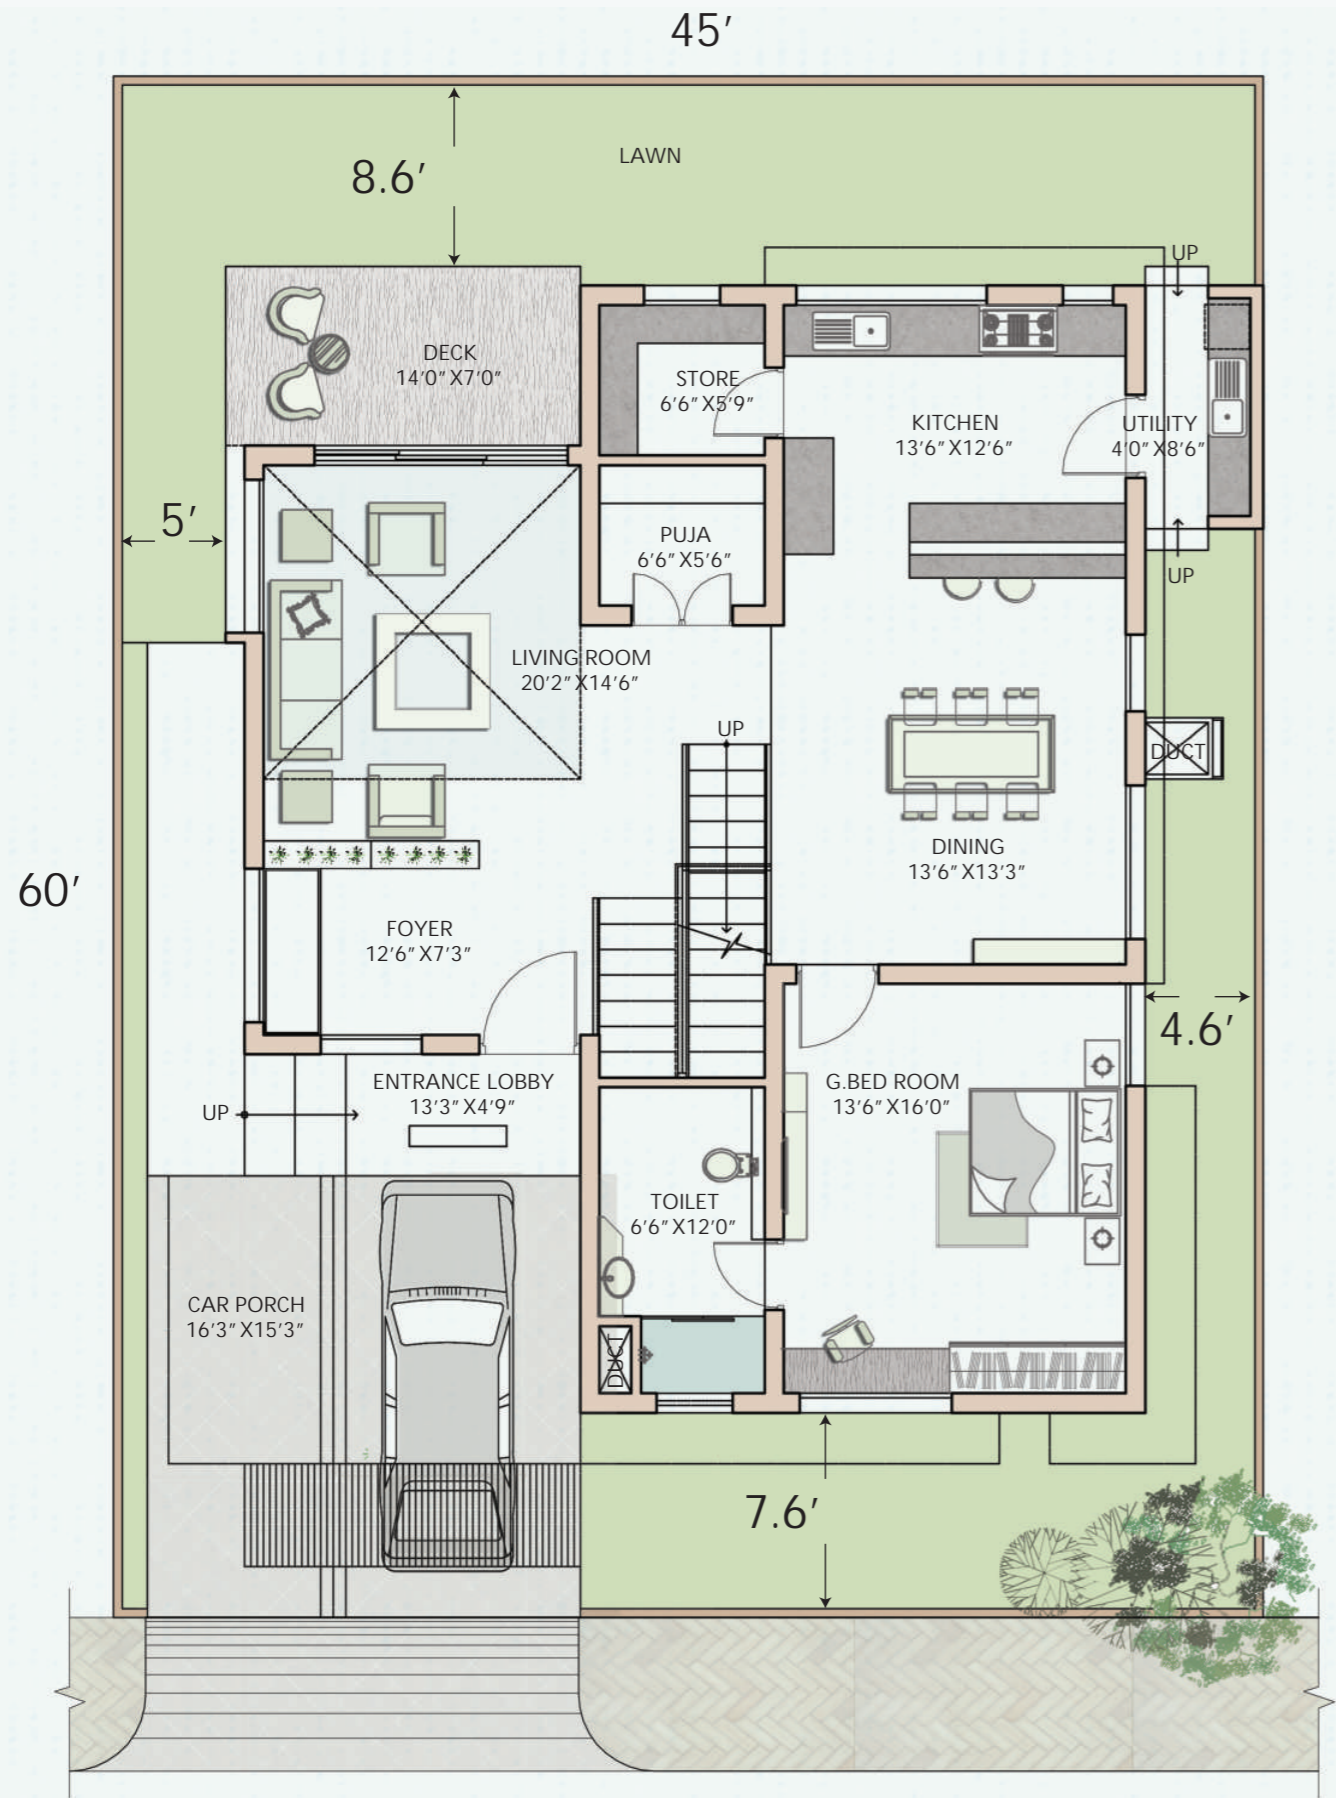 45’
8.6’
LAWN
UP
DECK
14’0” X7’0”
STORE
6’6” X5’9”
KITCHEN
13’6” X12’6”
UTILITY
4’0” X8’6”
5’
PUJA
6’6” X5’6”
UP
LIVING ROOM
20’2” X14’6”
UP
DUCT
DINING
13’6” X13’3”
60’
FOYER
12’6” X7’3”
4.6’
ENTRANCE LOBBY
13’3” X4’9”
UP
G.BED ROOM
13’6” X16’0”
TOILET
6’6” X12’0”
CAR PORCH
16’3” X15’3”
DUCT
7.6’